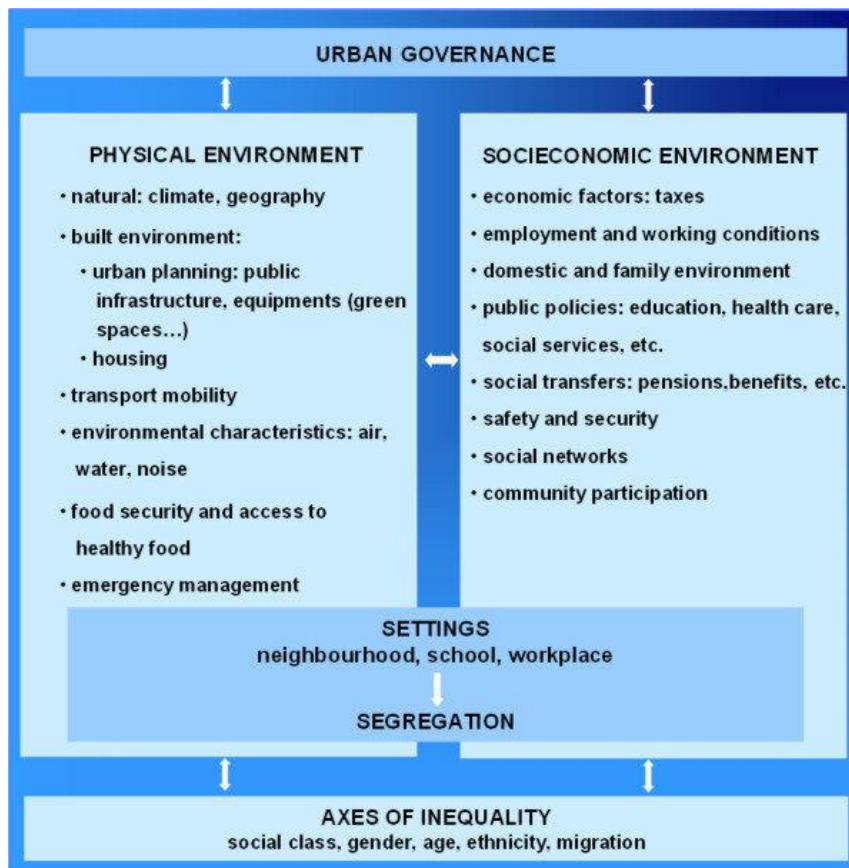 URBAN GOVERNANCE
PHYSICAL ENVIRONMENT
• natural: climate, geography
• built environment:
• urban planning: public
infrastructure, equipments (green
spaces...)
• housing
• transport mobility
• environmental characteristics: air,
water, noise
• food security and access to
healthy food
• emergency management
SOCIECONOMIC ENVIRONMENT
• economic factors: taxes
• employment and working conditions
• domestic and family environment
• public policies: education, health care,
social services, etc.
• social transfers: pensions,benefits, etc.
• safety and security
• social networks
• community participation
SETTINGS
neighbourhood, school, workplace
SEGREGATION
AXES OF INEQUALITY
social class, gender, age, ethnicity, migration